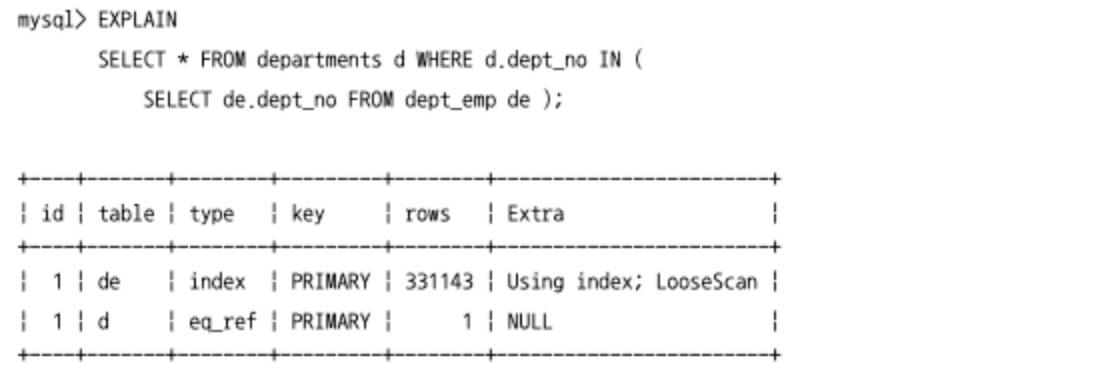 mysql> EXPLAIN
SELECT * FROM departments d WHERE d.dept_no IN (
SELECT de.dept_no FROM dept_emp de );
+----+-------+--------+---------+--------+------------------------+
| id | table | type | key | rows | Extra |
+----+-------+--------+---------+--------+------------------------+
| 1 | de | index | PRIMARY | 331143 | Using index; LooseScan |
| 1 | d | eq_ref | PRIMARY | 1 | NULL |
+----+-------+--------+---------+--------+------------------------+